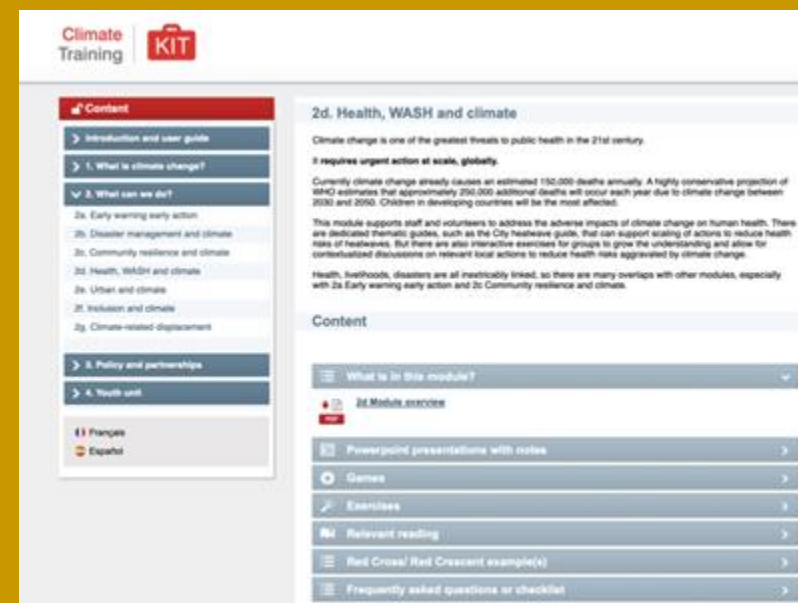 Climate
Training
KIT
Content
Introduction and user guide
1. What is climate change?
2. What can we do?
2a. Early warning early action
2b. Disaster management and climate
2c. Community resilience and climate
2d. Health, WASH and climate
2e. Urban and climate
2f. Inclusion and climate
2g. Climate-related displacement
3. Policy and partnerships
4. Youth unit
Français
Español
2d. Health, WASH and climate
Climate change is one of the greatest threats to public health in the 21st century.
It requires urgent action at scale, globally.
Currently climate change already causes an estimated 150,000 deaths annually. A highly conservative projection of
WHO estimates that approximately 250,000 additional deaths will occur each year due to climate change between
2030 and 2050. Children in developing countries will be the most affected.
This module supports staff and volunteers to address the adverse impacts of climate change on human health. There
are dedicated thematic guides, such as the City heatwave guide, that can support scaling of actions to reduce health
risks of heatwaves. But there are also interactive exercises for groups to grow the understanding and allow for
contextualized discussions on relevant local actions to reduce health risks aggravated by climate change.
Health, livelihoods, disasters are all inextricably linked, so there are many overlaps with other modules, especially
with 2a Early warning early action and 2c Community resilience and climate.
Content
What is in this module?
PDF
2d Module overview
Powerpoint presentations with notes
Games
Exercises
Relevant reading
Red Cross/ Red Crescent example(s)
Frequently asked questions or checklist